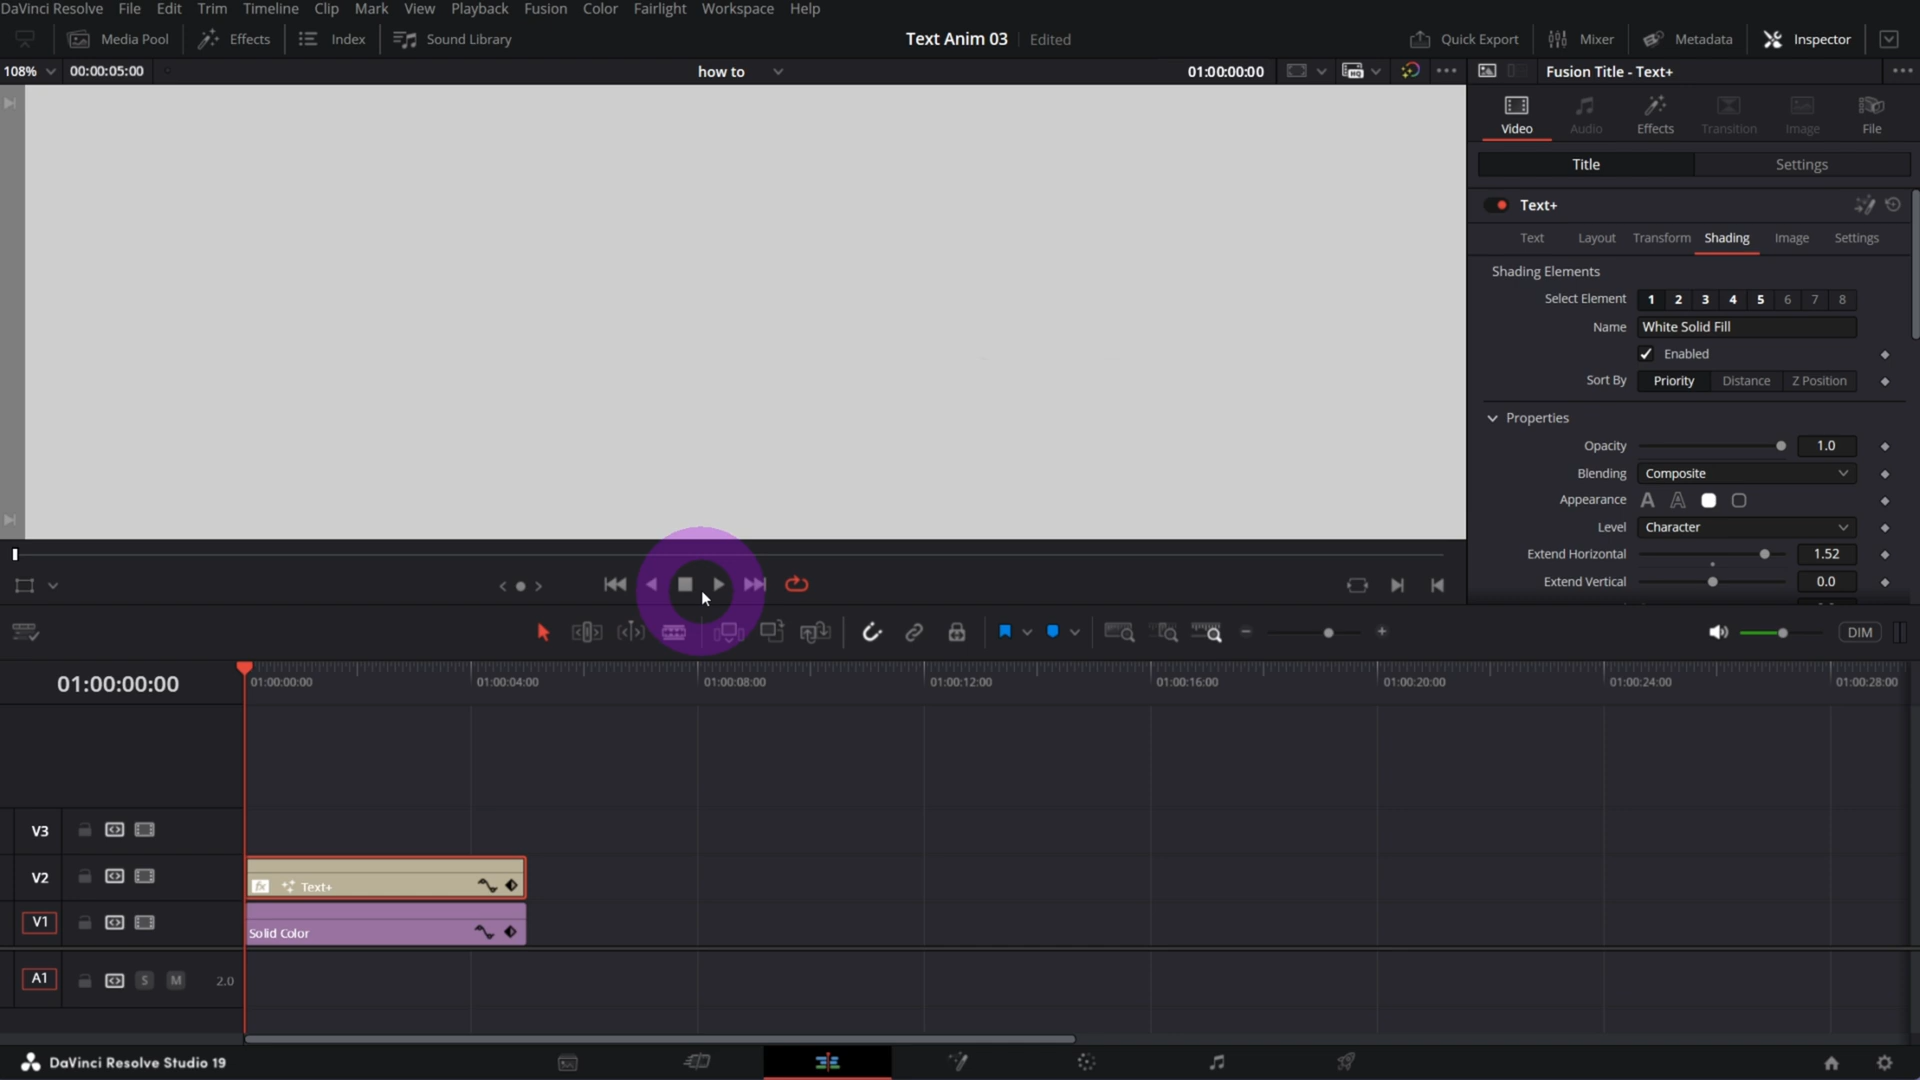 DaVinci Resolve File Edit Trim Timeline Clip Mark View Playback Fusion Color Fairlight Workspace Help
Media Pool Effects Index Sound Library Text Anim 03 Edited Quick Export Mixer Metadata Inspector
108% 00:00:05:00 how to 01:00:00:00 Fusion Title - Text+
Video Audio Effects Transition Image File
Title Settings
Text+
Text Layout Transform Shading Image Settings
Shading Elements
Select Element 1 2 3 4 5 6 7 8
Name White Solid Fill
Enabled
Sort By Priority Distance Z Position
Properties
Opacity 1.0
Blending Composite
Appearance A A
Level Character
Extend Horizontal 1.52
Extend Vertical 0.0
DIM
01:00:00:00 01:00:00:00 01:00:04:00 01:00:08:00 01:00:12:00 01:00:16:00 01:00:20:00 01:00:24:00 01:00:28:00
V3
V2 fx Text+
V1 Solid Color
A1 S M 2.0
DaVinci Resolve Studio 19